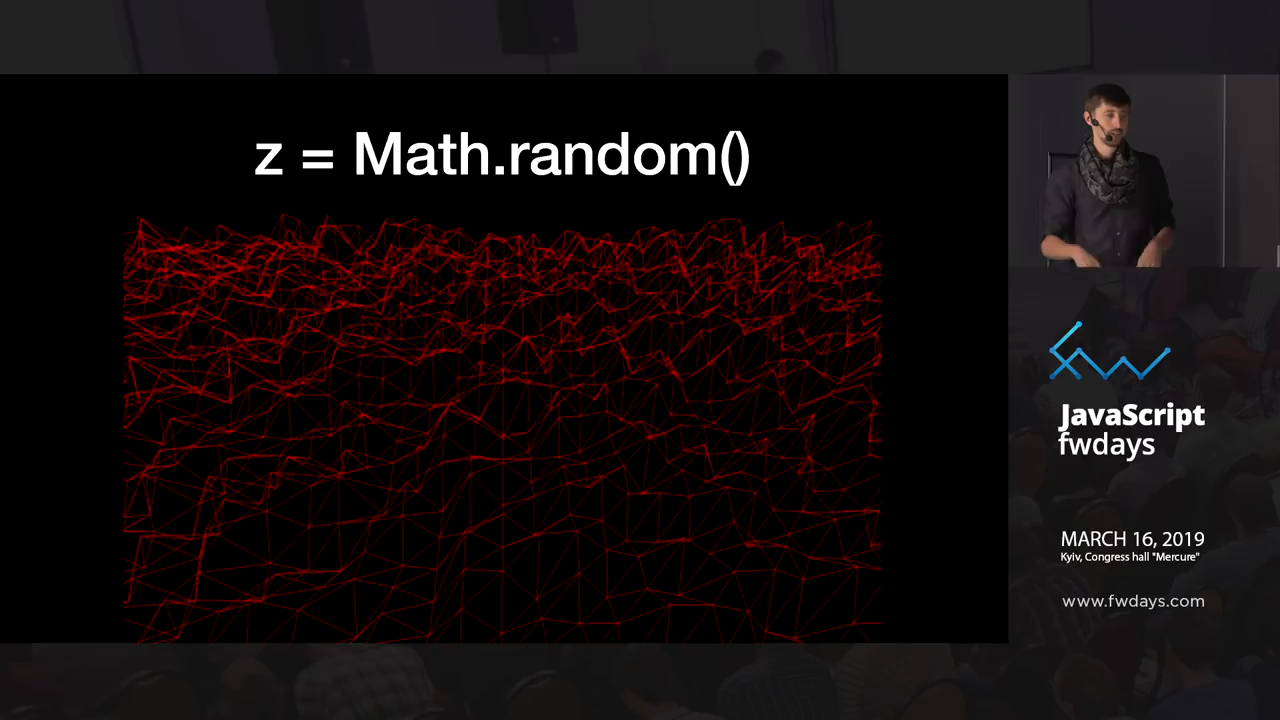 z = Math.random()
JavaScript
fwdays
MARCH 16, 2019
Kyiv, Congress hall "Mercure"
www.fwdays.com